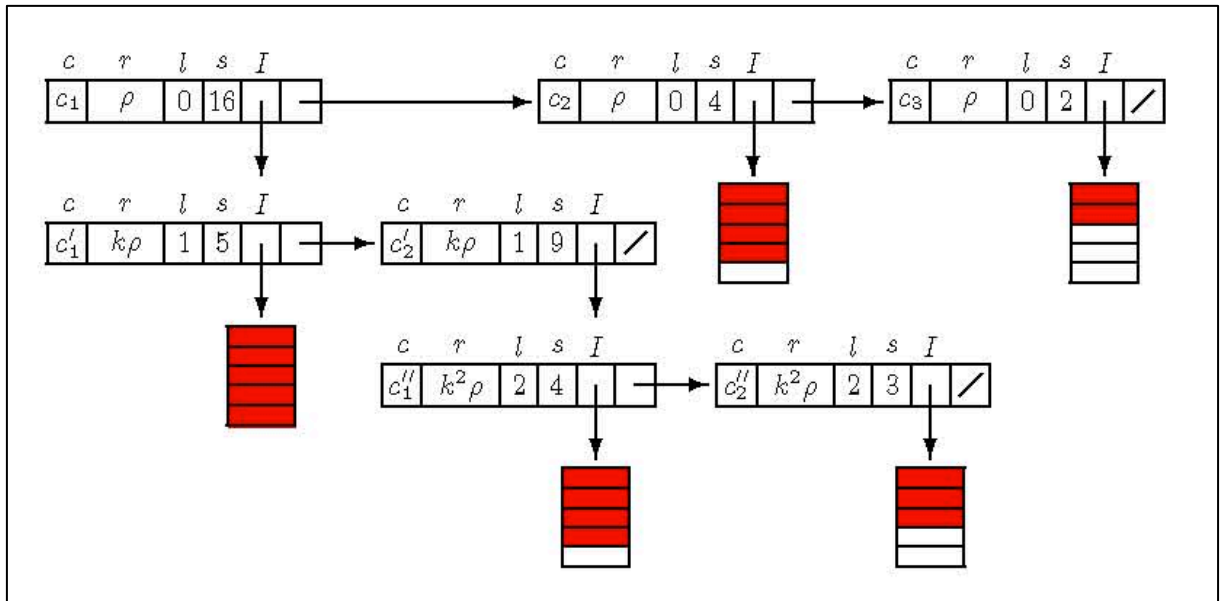 c r l s I c r l s I c r l s I
c₁ ρ 0 16 c₂ ρ 0 4 c₃ ρ 0 2
c r l s I c r l s I
c′₁ kρ 1 5 c′₂ kρ 1 9
c r l s I c r l s I
c″₁ k²ρ 2 4 c″₂ k²ρ 2 3